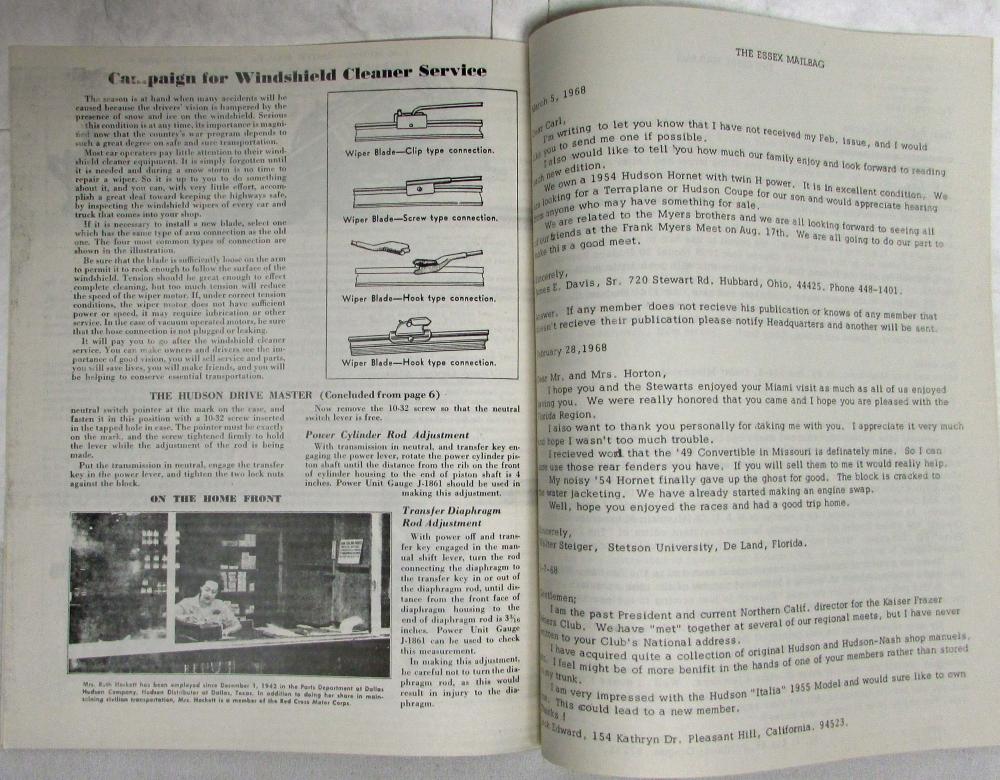 Ca...paign for Windshield Cleaner Service
The season is at hand when many accidents will be
caused because the drivers' vision is hampered by the
presence of snow and ice on the windshield. Serious
this condition is at any time, its importance is magni-
fied now that the country's war program depends to
such a great degree on safe and sure transportation.
Most car operators pay little attention to their wind-
shield cleaner equipment. It is simply forgotten until
it is needed and during a snow storm is no time to
repair a wiper. So it is up to you to do something
about it, and you can, with very little effort, accom-
plish a great deal toward keeping the highways safe,
by inspecting the windshield wipers of every car and
truck that comes into your shop.
If it is necessary to install a new blade, select one
which has the same type of arm connection as the old
one. The four most common types of connection are
shown in the illustration.
Be sure that the blade is sufficiently loose on the arm
to permit it to rock enough to follow the surface of the
windshield. Tension should be great enough to effect
complete cleaning, but too much tension will reduce
the speed of the wiper motor. If, under correct tension
conditions, the wiper motor does not have sufficient
power or speed, it may require lubrication or other
service. In the case of vacuum operated motors, be sure
that the hose connection is not plugged or leaking.
It will pay you to go after the windshield cleaner
service. You can make owners and drivers see the im-
portance of good vision, you will sell service and parts,
you will save lives, you will make friends, and you will
be helping to conserve essential transportation.
Wiper Blade—Clip type connection.
Wiper Blade—Screw type connection.
Wiper Blade—Hook type connection.
Wiper Blade—Hook type connection.
THE HUDSON DRIVE MASTER (Concluded from page 6)
neutral switch pointer at the mark on the case, and
fasten it in this position with a 10-32 screw inserted
in the tapped hole in case. The pointer must be exactly
on the mark, and the screw tightened firmly to hold
the lever while the adjustment of the rod is being
made.
Put the transmission in neutral, engage the transfer
key in the power lever, and tighten the two lock nuts
against the block.
Now remove the 10-32 screw so that the neutral
switch lever is free.
Power Cylinder Rod Adjustment
With transmission in neutral, and transfer key en-
gaging the power lever, rotate the power cylinder pis-
ton shaft until the distance from the rib on the front
of cylinder housing to the end of piston shaft is 4
inches. Power Unit Gauge J-1861 should be used in
making this adjustment.
ON THE HOME FRONT
Mrs. Ruth Hackett has been employed since December 1, 1942 in the Parts Department at Dallas
Hudson Company, Hudson Distributor at Dallas, Texas. In addition to doing her share in main-
taining civilian transportation, Mrs. Hackett is a member of the Red Cross Motor Corps.
Transfer Diaphragm
Rod Adjustment
With power off and trans-
fer key engaged in the man-
ual shift lever, turn the rod
connecting the diaphragm to
the transfer key in or out of
the diaphragm rod, until dis-
tance from the front face of
diaphragm housing to the
end of diaphragm rod is 3⁵⁄₁₆
inches. Power Unit Gauge
J-1861 can be used to check
this measurement.
In making this adjustment,
be careful not to turn the dia-
phragm rod, as this would
result in injury to the dia-
phragm.
THE ESSEX MAILBAG
March 5, 1968
Carl,
I'm writing to let you know that I have not received my Feb. issue, and I would
you to send me one if possible.
I also would like to tell you how much our family enjoy and look forward to reading
new edition.
We own a 1954 Hudson Hornet with twin H power. It is in excellent condition. We
looking for a Terraplane or Hudson Coupe for our son and would appreciate hearing
anyone who may have something for sale.
We are related to the Myers brothers and we are all looking forward to seeing all
our friends at the Frank Myers Meet on Aug. 17th. We are all going to do our part to
this is a good meet.
Sincerely,
E. Davis, Sr. 720 Stewart Rd. Hubbard, Ohio. 44425. Phone 448-1401.
If any member does not recieve his publication or knows of any member that
recieve their publication please notify Headquarters and another will be sent.
February 28,1968
Mr. and Mrs. Horton,
I hope you and the Stewarts enjoyed your Miami visit as much as all of us enjoyed
you. We were really honored that you came and I hope you are pleased with the
Region.
I also want to thank you personally for taking me with you. I appreciate it very much
hope I wasn't too much trouble.
I recieved word that the '49 Convertible in Missouri is definately mine. So I can
use those rear fenders you have. If you will sell them to me it would really help.
My noisy '54 Hornet finally gave up the ghost for good. The block is cracked to
water jacketing. We have already started making an engine swap.
Well, hope you enjoyed the races and had a good trip home.
Steiger, Stetson University, De Land, Florida.
-7-68
I am the past President and current Northern Calif. director for the Kaiser Frazer
Club. We have "met" together at several of our regional meets, but I have never
to your Club's National address.
I have acquired quite a collection of original Hudson and Hudson-Nash shop manuels,
I feel might be of more benifit in the hands of one of your members rather than stored
my trunk.
I am very impressed with the Hudson "Italia" 1955 Model and would sure like to own
This could lead to a new member.
Edward, 154 Kathryn Dr. Pleasant Hill, California. 94523.